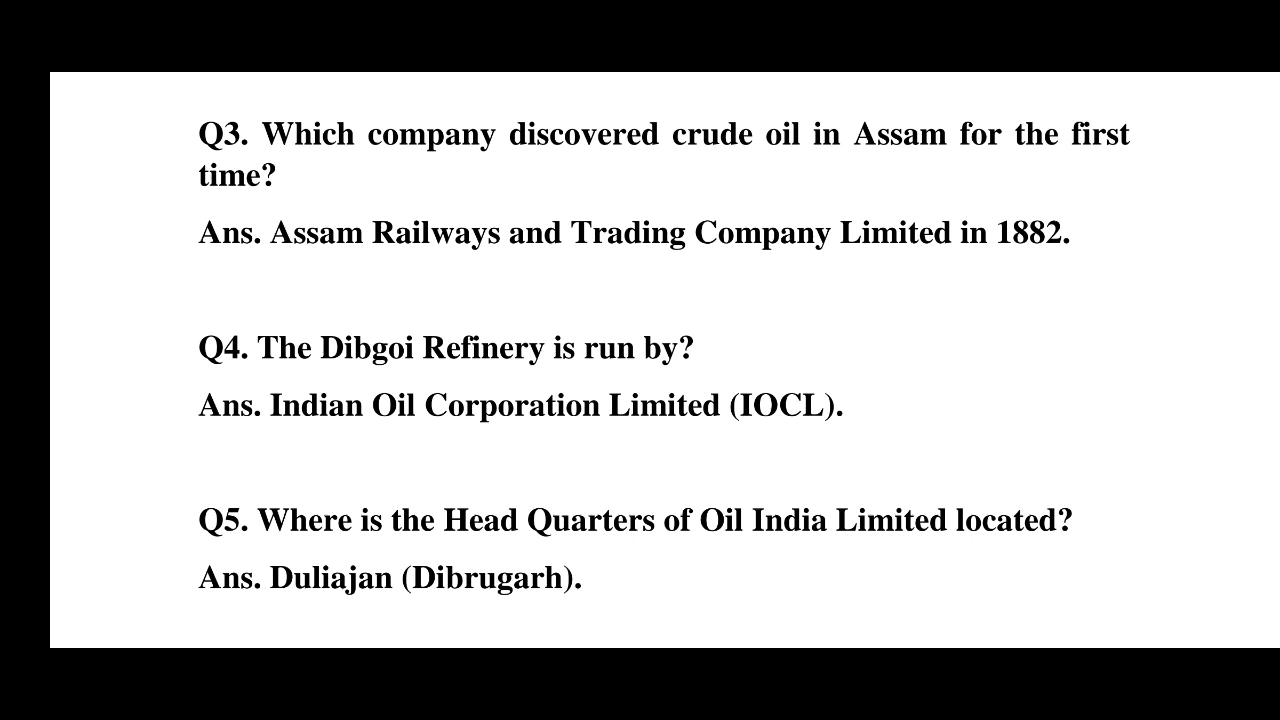 Q3. Which company discovered crude oil in Assam for the first
time?
Ans. Assam Railways and Trading Company Limited in 1882.
Q4. The Dibgoi Refinery is run by?
Ans. Indian Oil Corporation Limited (IOCL).
Q5. Where is the Head Quarters of Oil India Limited located?
Ans. Duliajan (Dibrugarh).